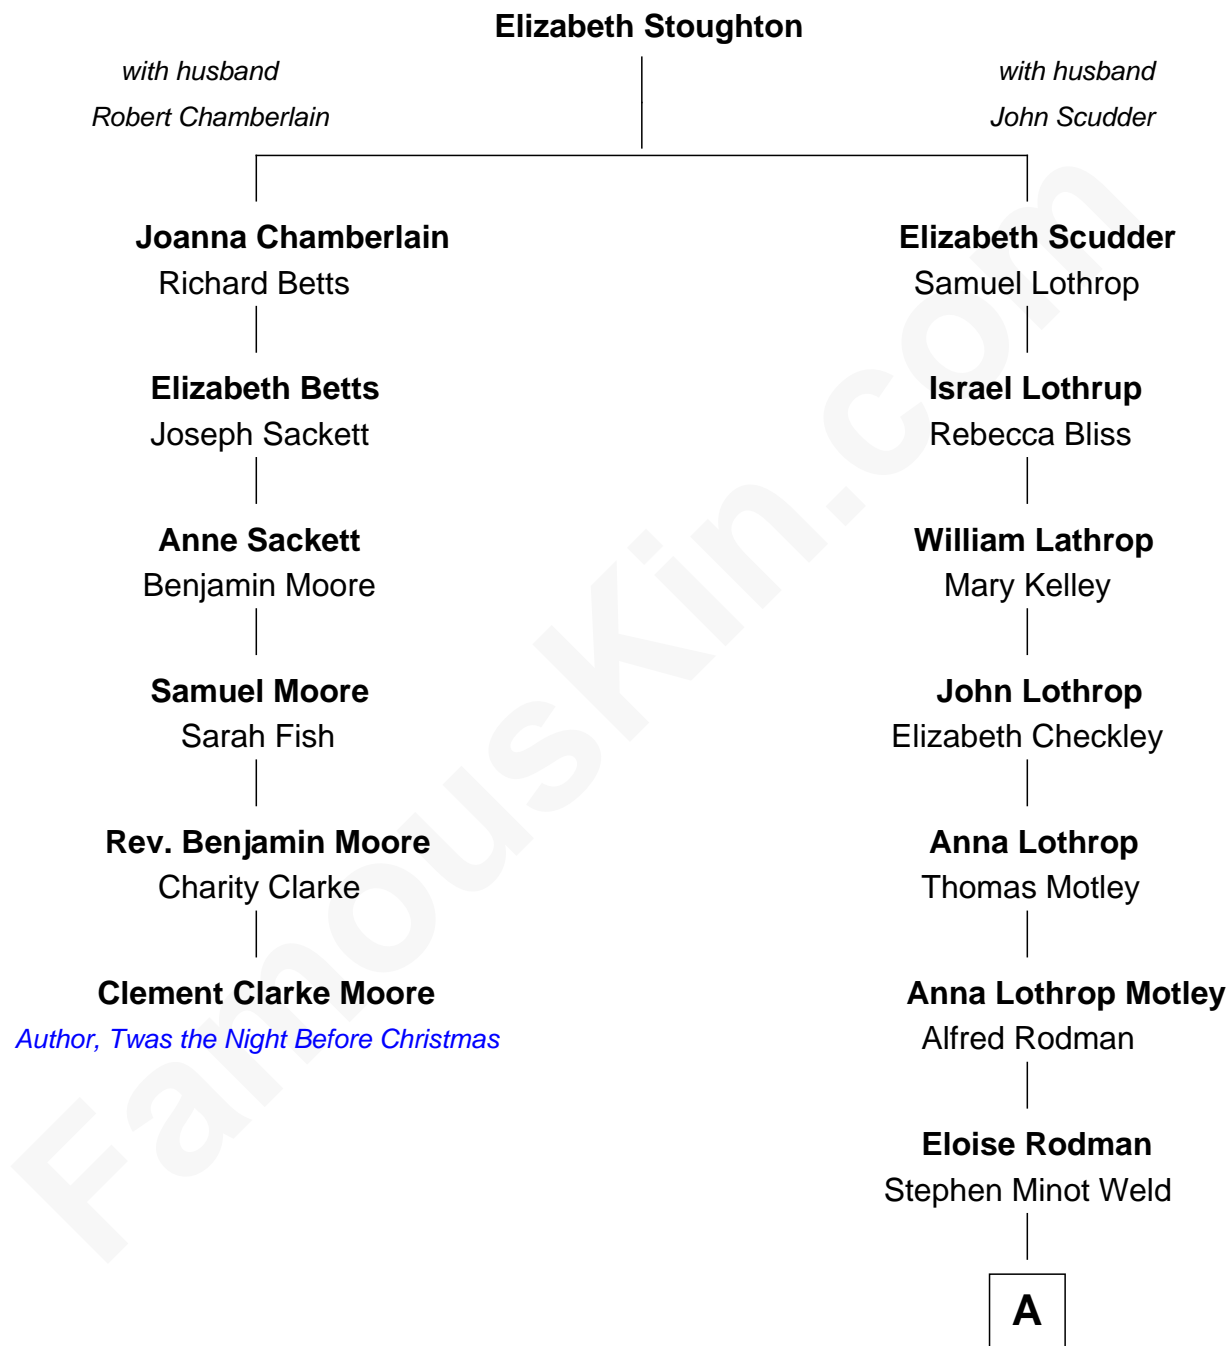 Elizabeth Stoughton
with husband
Robert Chamberlain
with husband
John Scudder
Joanna Chamberlain
Richard Betts
Elizabeth Betts
Joseph Sackett
Anne Sackett
Benjamin Moore
Samuel Moore
Sarah Fish
Rev. Benjamin Moore
Charity Clarke
Clement Clarke Moore
Author, Twas the Night Before Christmas
Elizabeth Scudder
Samuel Lothrop
Israel Lothrup
Rebecca Bliss
William Lathrop
Mary Kelley
John Lothrop
Elizabeth Checkley
Anna Lothrop
Thomas Motley
Anna Lothrop Motley
Alfred Rodman
Eloise Rodman
Stephen Minot Weld
A
FamousKin.com